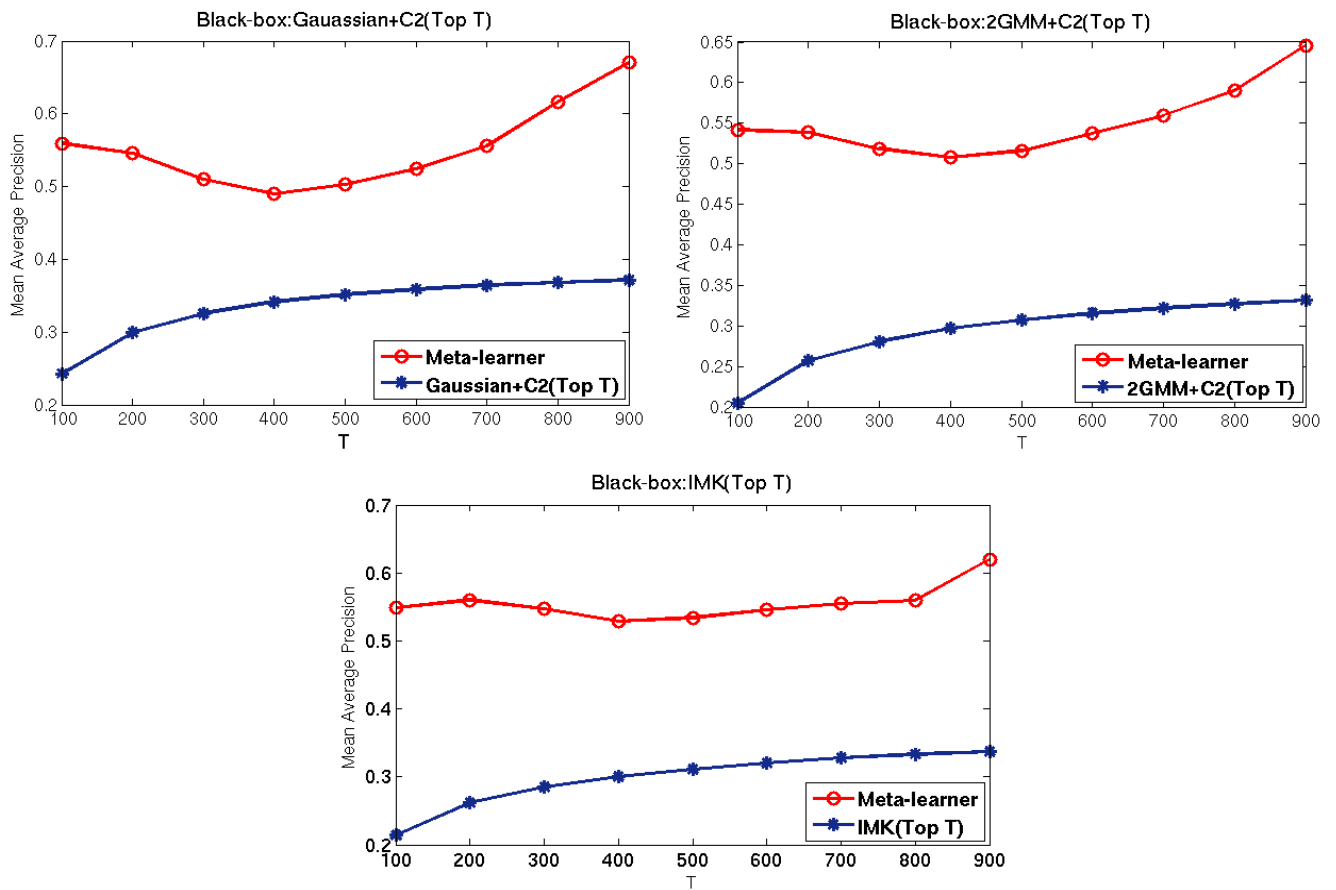 Black-box:Gauassian+C2(Top T)
0.7
0.6
0.5
0.4
0.3
0.2
Mean Average Precision
100 200 300 400 500 600 700 800 900
T
Meta-learner
Gaussian+C2(Top T)
Black-box:2GMM+C2(Top T)
0.65
0.6
0.55
0.5
0.45
0.4
0.35
0.3
0.25
0.2
Mean Average Precision
100 200 300 400 500 600 700 800 900
T
Meta-learner
2GMM+C2(Top T)
Black-box:IMK(Top T)
0.7
0.6
0.5
0.4
0.3
0.2
Mean Average Precision
100 200 300 400 500 600 700 800 900
T
Meta-learner
IMK(Top T)